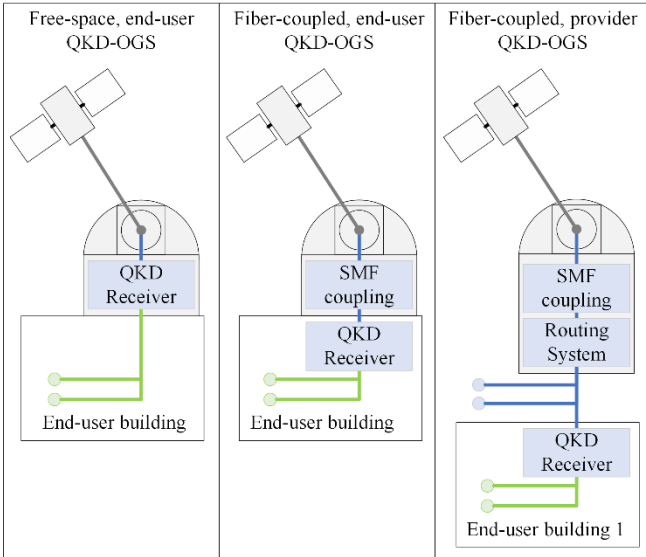 Free-space, end-user
QKD-OGS
QKD
Receiver
End-user building
Fiber-coupled, end-user
QKD-OGS
SMF
coupling
QKD
Receiver
End-user building
Fiber-coupled, provider
QKD-OGS
SMF
coupling
Routing
System
QKD
Receiver
End-user building 1